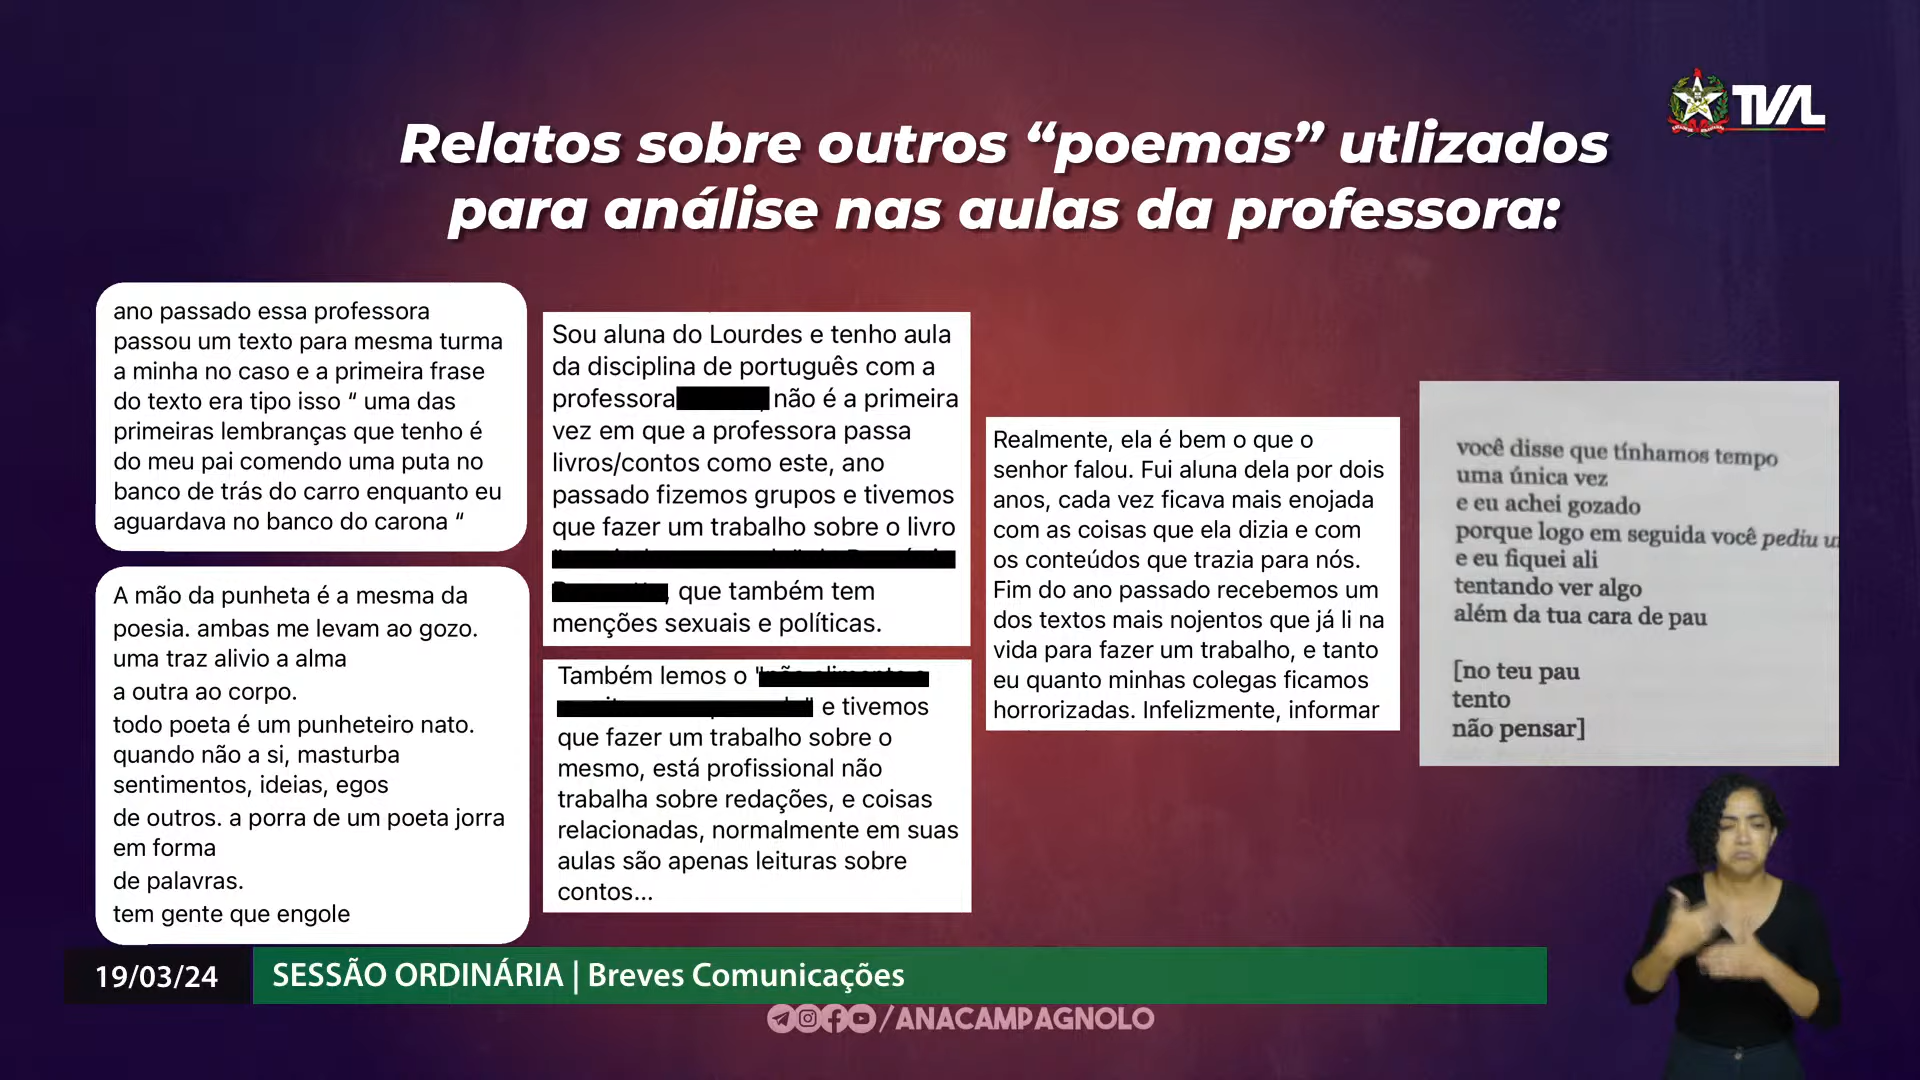 TVAL
Relatos sobre outros “poemas” utlizados
para análise nas aulas da professora:
ano passado essa professora
passou um texto para mesma turma
a minha no caso e a primeira frase
do texto era tipo isso “ uma das
primeiras lembranças que tenho é
do meu pai comendo uma puta no
banco de trás do carro enquanto eu
aguardava no banco do carona “
A mão da punheta é a mesma da
poesia. ambas me levam ao gozo.
uma traz alivio a alma
a outra ao corpo.
todo poeta é um punheteiro nato.
quando não a si, masturba
sentimentos, ideias, egos
de outros. a porra de um poeta jorra
em forma
de palavras.
tem gente que engole
Sou aluna do Lourdes e tenho aula
da disciplina de português com a
professora não é a primeira
vez em que a professora passa
livros/contos como este, ano
passado fizemos grupos e tivemos
que fazer um trabalho sobre o livro
, que também tem
menções sexuais e políticas.
Também lemos o "
" e tivemos
que fazer um trabalho sobre o
mesmo, está profissional não
trabalha sobre redações, e coisas
relacionadas, normalmente em suas
aulas são apenas leituras sobre
contos...
Realmente, ela é bem o que o
senhor falou. Fui aluna dela por dois
anos, cada vez ficava mais enojada
com as coisas que ela dizia e com
os conteúdos que trazia para nós.
Fim do ano passado recebemos um
dos textos mais nojentos que já li na
vida para fazer um trabalho, e tanto
eu quanto minhas colegas ficamos
horrorizadas. Infelizmente, informar
você disse que tínhamos tempo
uma única vez
e eu achei gozado
porque logo em seguida você pediu
e eu fiquei ali
tentando ver algo
além da tua cara de pau
[no teu pau
tento
não pensar]
19/03/24
SESSÃO ORDINÁRIA | Breves Comunicações
/ANACAMPAGNOLO